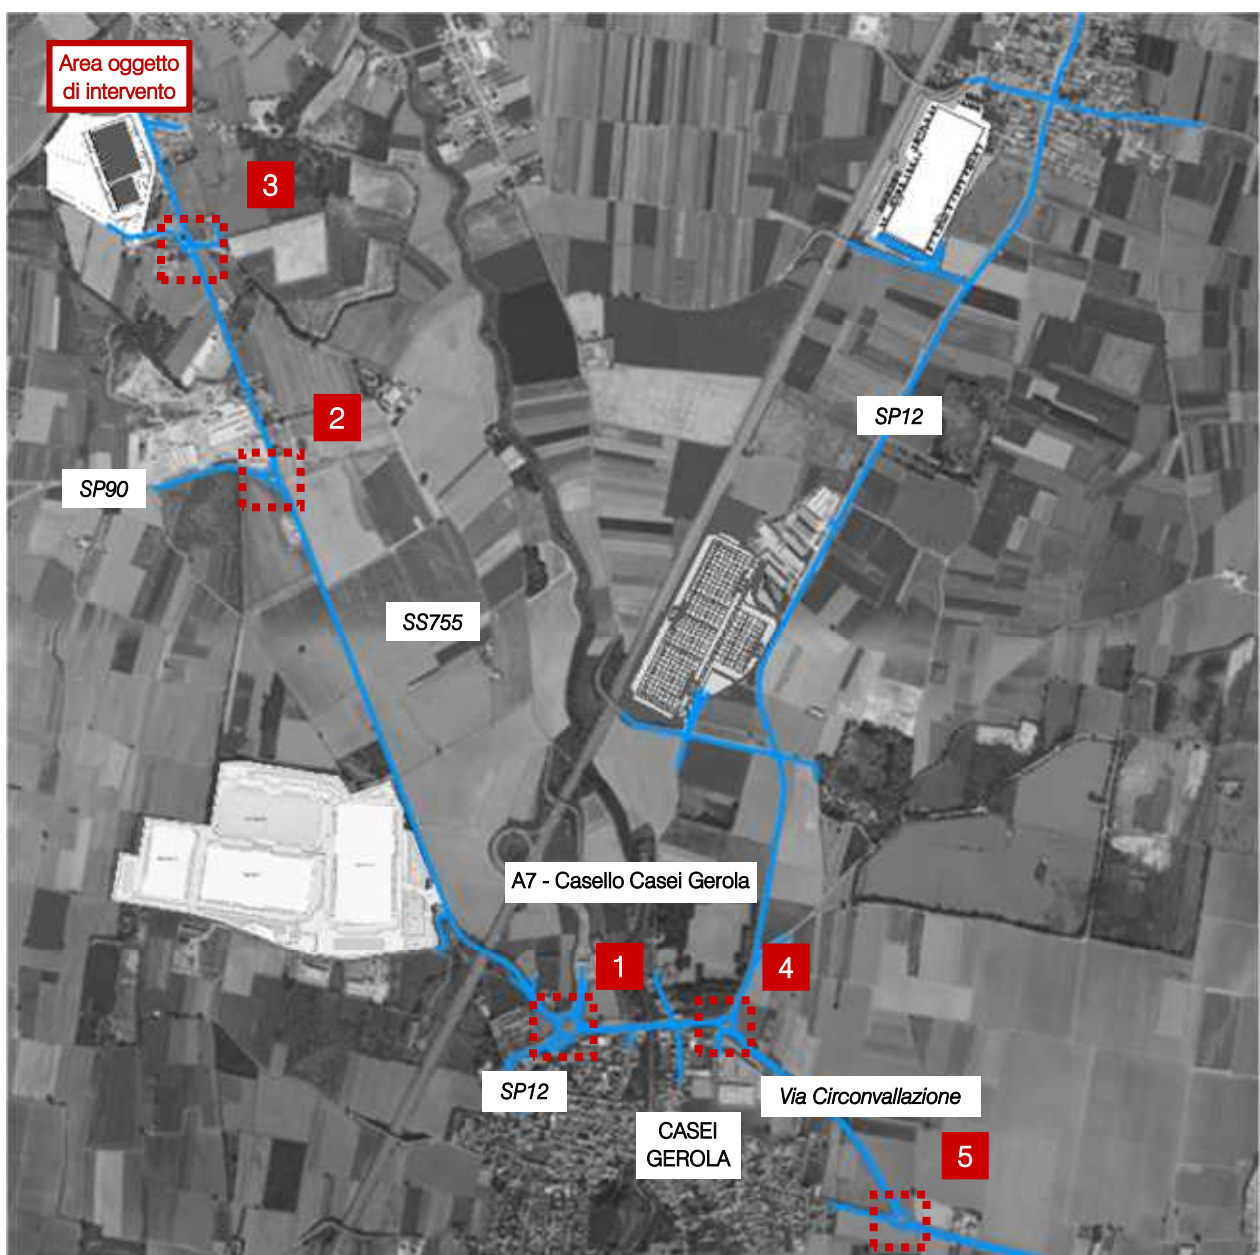 Area oggetto
di intervento
3
2
SP12
SP90
SS755
A7 - Casello Casei Gerola
1
4
SP12
Via Circonvallazione
CASEI
GEROLA
5